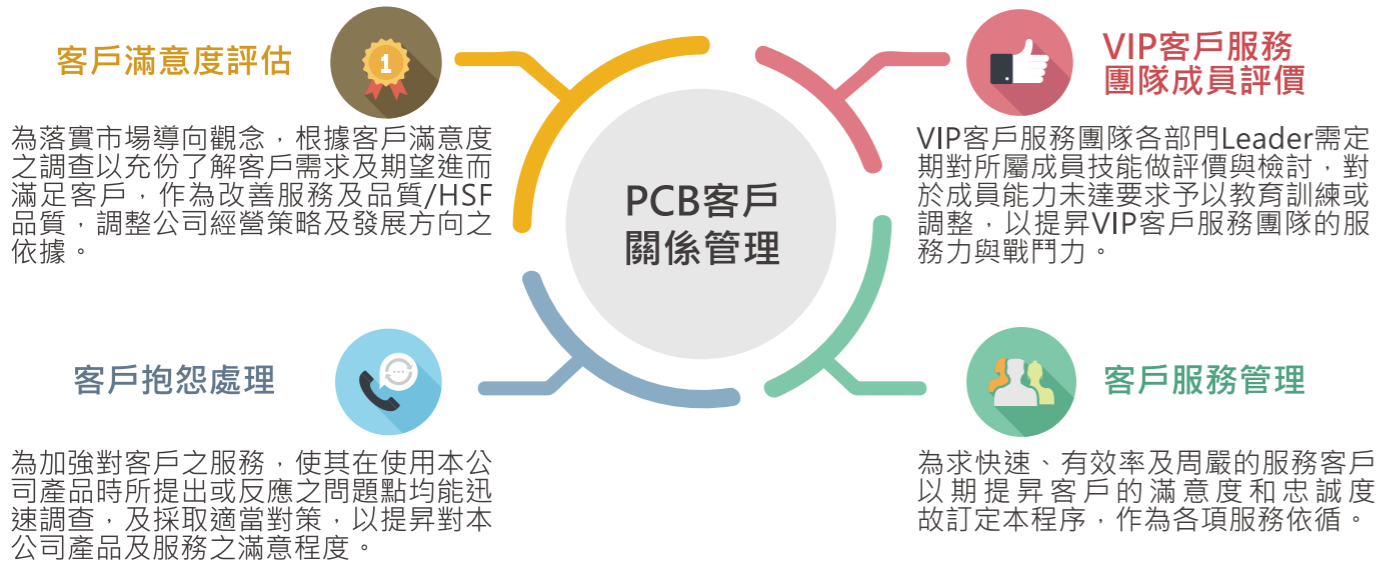 客戶滿意度評估
1
為落實市場導向觀念，根據客戶滿意度
之調查以充份了解客戶需求及期望進而
滿足客戶，作為改善服務及品質/HSF
品質，調整公司經營策略及發展方向之
依據。
PCB客戶
關係管理
VIP客戶服務
團隊成員評價
VIP客戶服務團隊各部門Leader需定
期對所屬成員技能做評價與檢討，對
於成員能力未達要求予以教育訓練或
調整，以提昇VIP客戶服務團隊的服
務力與戰鬥力。
客戶抱怨處理
為加強對客戶之服務，使其在使用本公
司產品時所提出或反應之問題點均能迅
速調查，及採取適當對策，以提昇對本
公司產品及服務之滿意程度。
客戶服務管理
為求快速、有效率及周嚴的服務客戶
以期提昇客戶的滿意度和忠誠度
故訂定本程序，作為各項服務依循。